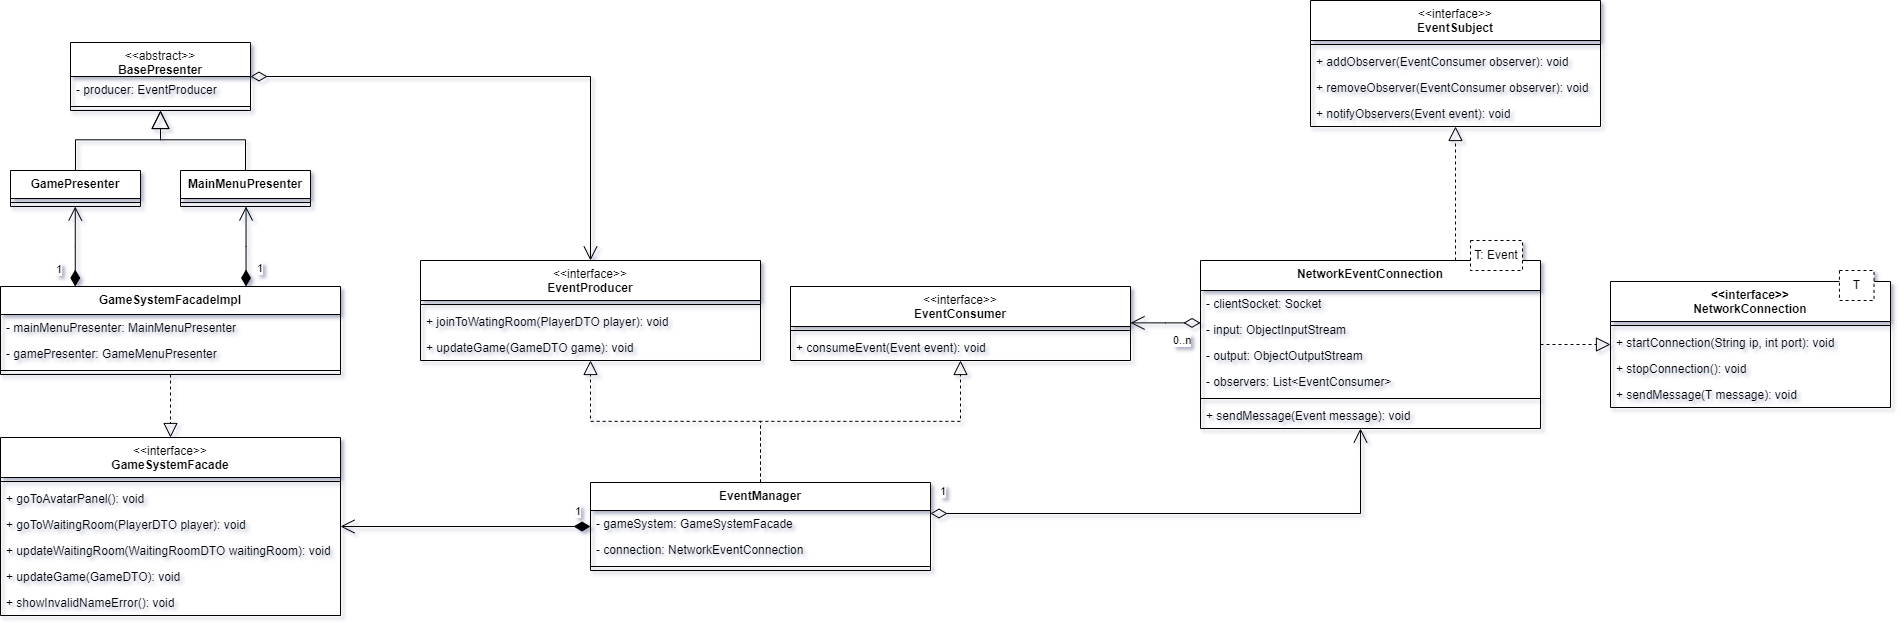 <<interface>>
EventSubject
+ addObserver(EventConsumer observer): void
+ removeObserver(EventConsumer observer): void
+ notifyObservers(Event event): void
<<abstract>>
BasePresenter
- producer: EventProducer
GamePresenter
MainMenuPresenter
1
1
GameSystemFacadeImpl
- mainMenuPresenter: MainMenuPresenter
- gamePresenter: GameMenuPresenter
<<interface>>
EventProducer
+ joinToWatingRoom(PlayerDTO player): void
+ updateGame(GameDTO game): void
<<interface>>
EventConsumer
+ consumeEvent(Event event): void
0..n
T: Event
NetworkEventConnection
- clientSocket: Socket
- input: ObjectInputStream
- output: ObjectOutputStream
- observers: List<EventConsumer>
+ sendMessage(Event message): void
T
<<interface>>
NetworkConnection
+ startConnection(String ip, int port): void
+ stopConnection(): void
+ sendMessage(T message): void
<<interface>>
GameSystemFacade
+ goToAvatarPanel(): void
+ goToWaitingRoom(PlayerDTO player): void
+ updateWaitingRoom(WaitingRoomDTO waitingRoom): void
+ updateGame(GameDTO): void
+ showInvalidNameError(): void
1
EventManager
- gameSystem: GameSystemFacade
- connection: NetworkEventConnection
1